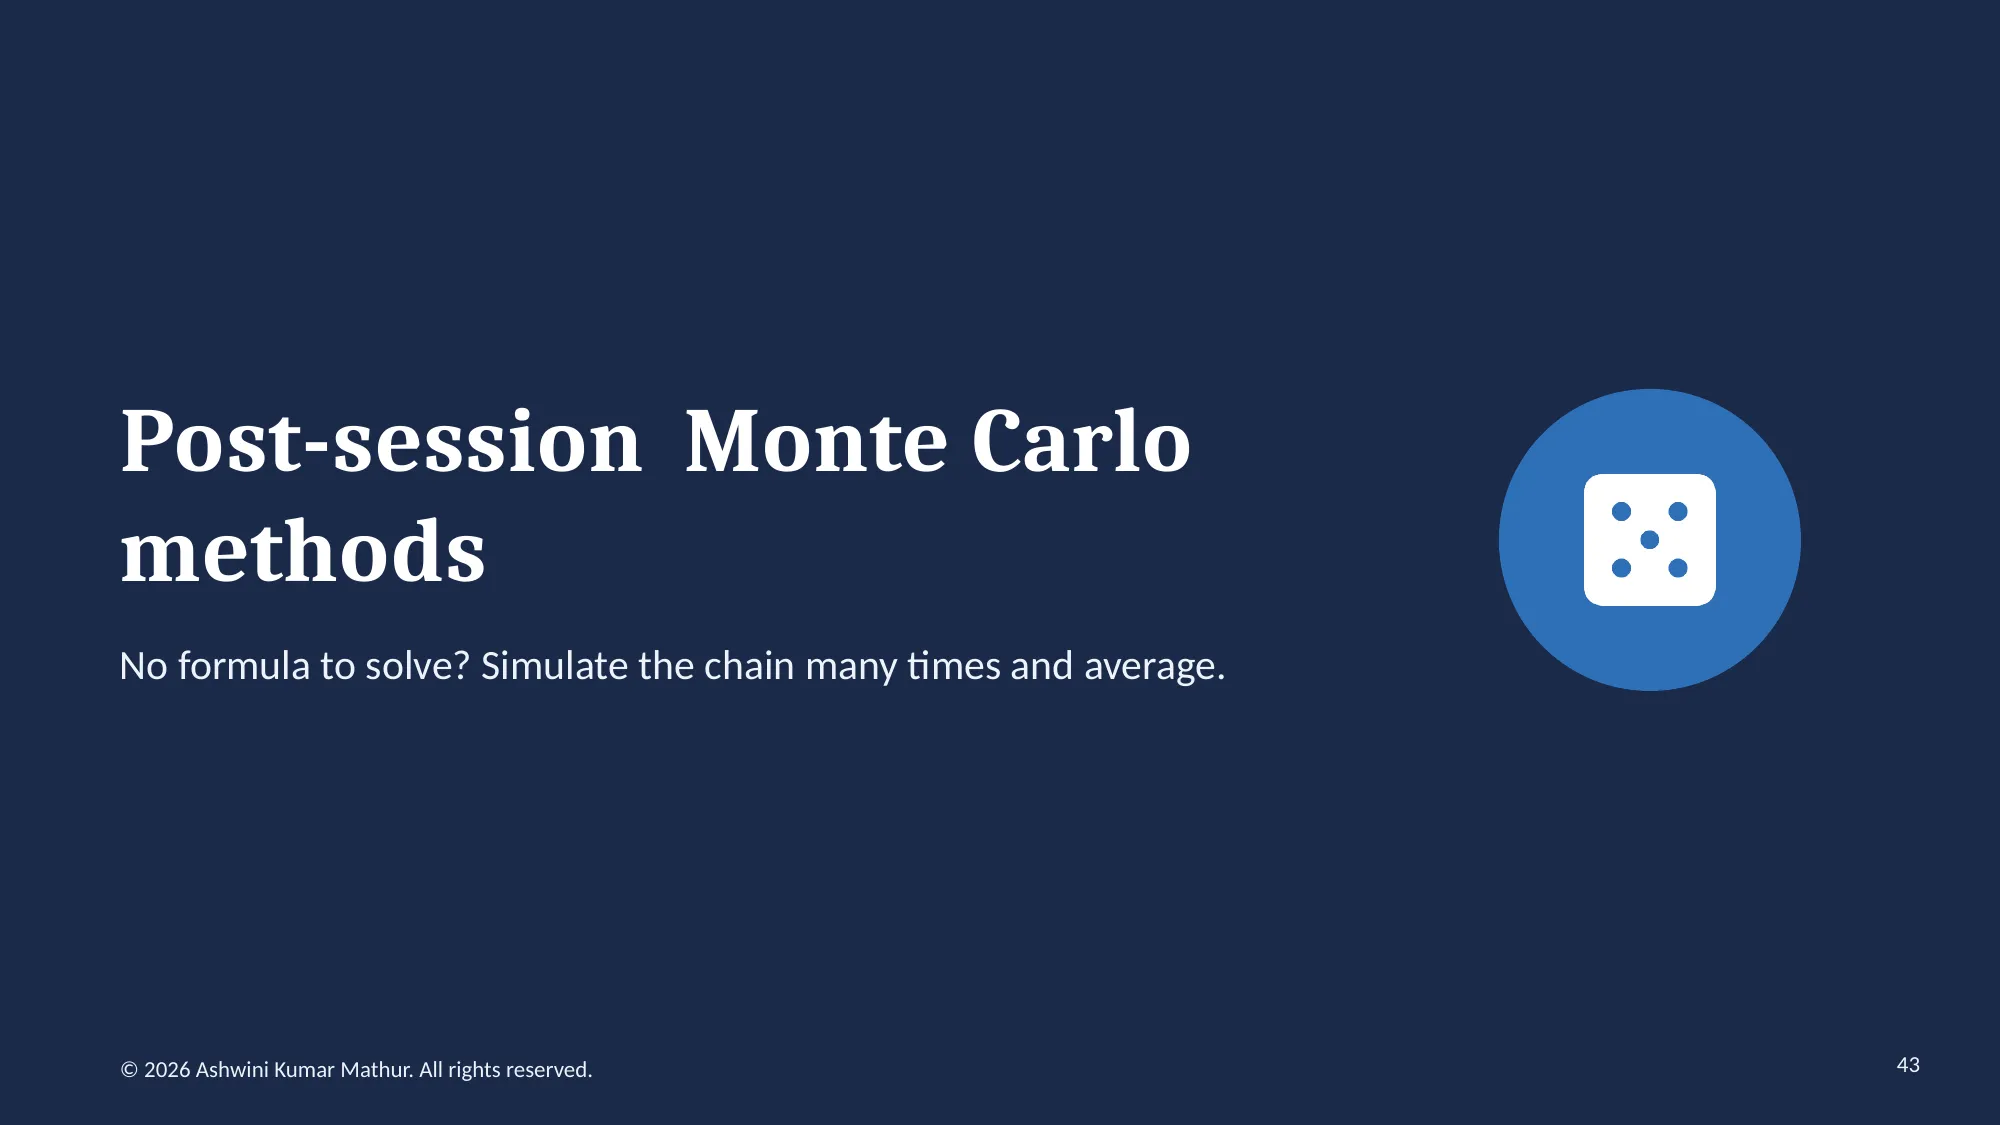 Post-session  Monte Carlo
methods
No formula to solve? Simulate the chain many times and average.
© 2026 Ashwini Kumar Mathur. All rights reserved.
43